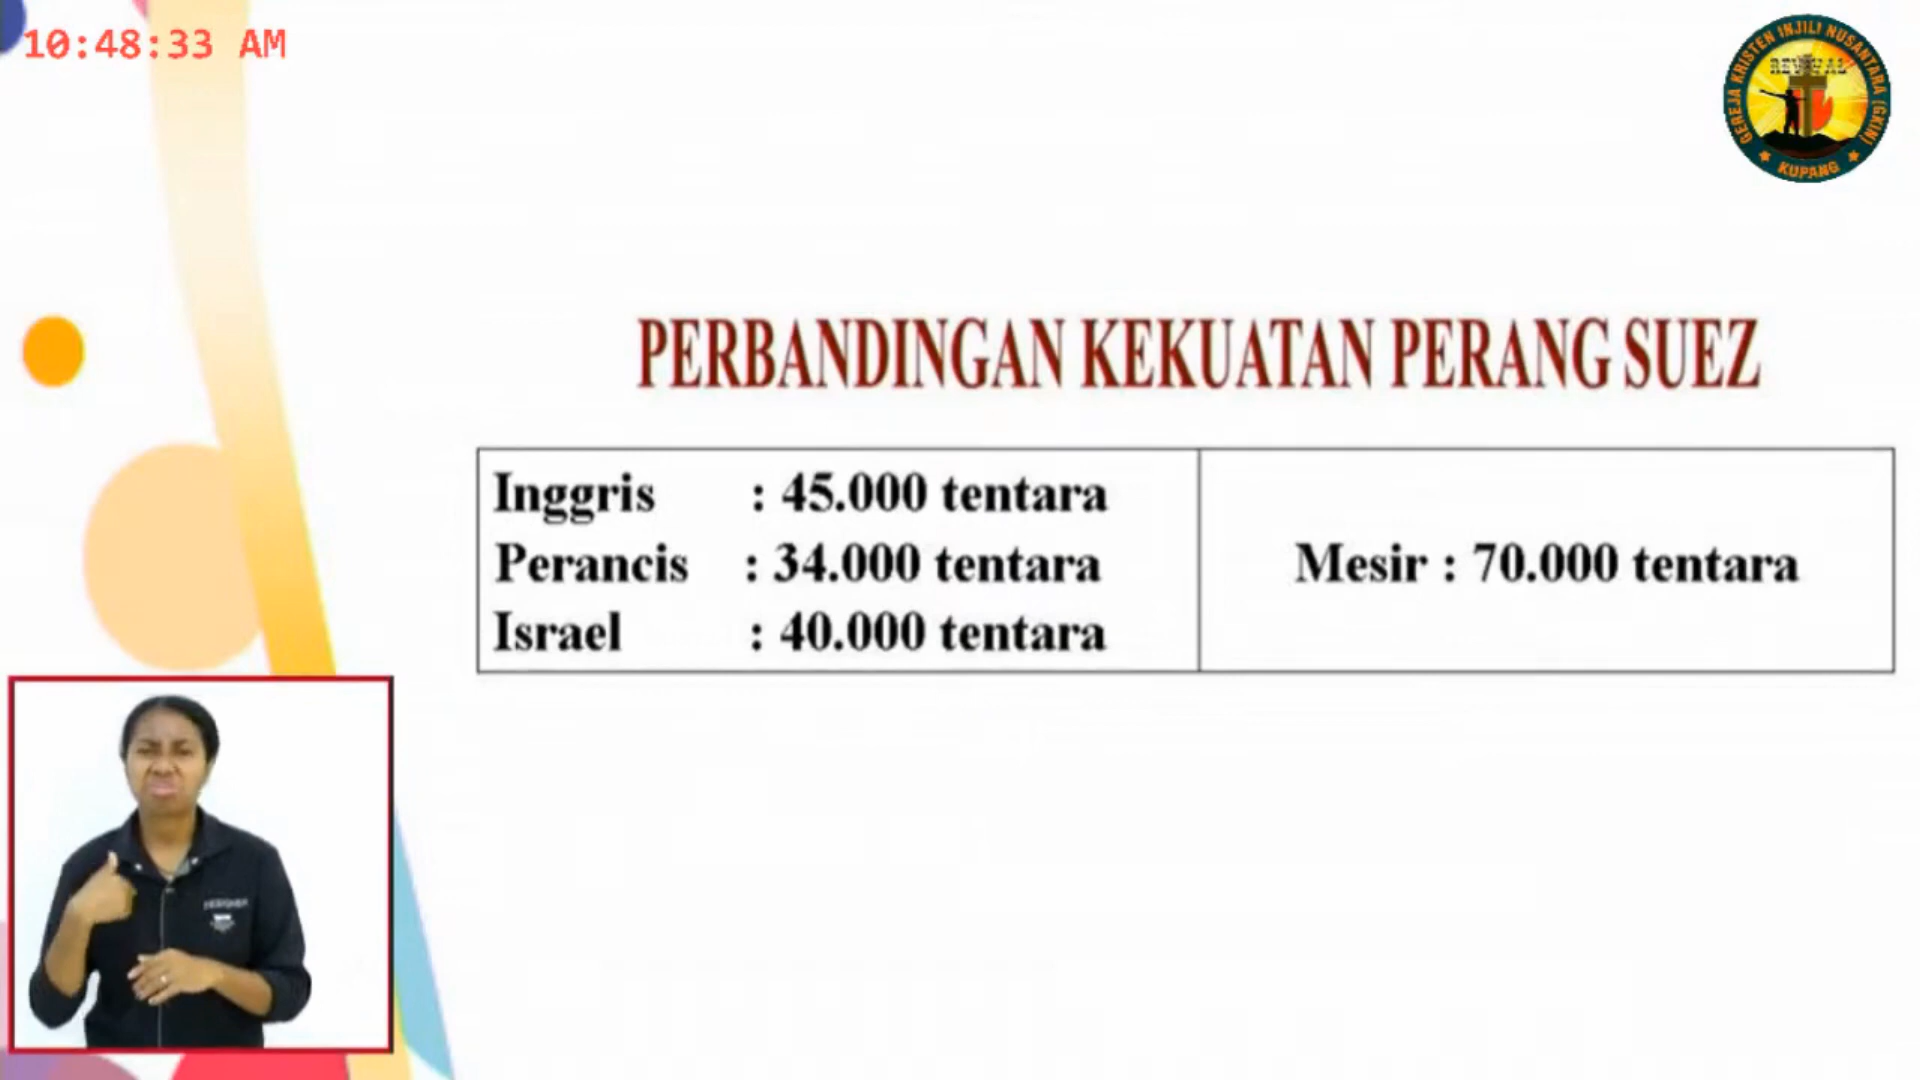 10:48:33 AM
GEREJA KRISTEN INJILI NUSANTARA (GKIN)
REVIVAL
KUPANG
PERBANDINGAN KEKUATAN PERANG SUEZ
Inggris : 45.000 tentara
Perancis : 34.000 tentara
Israel : 40.000 tentara
Mesir : 70.000 tentara